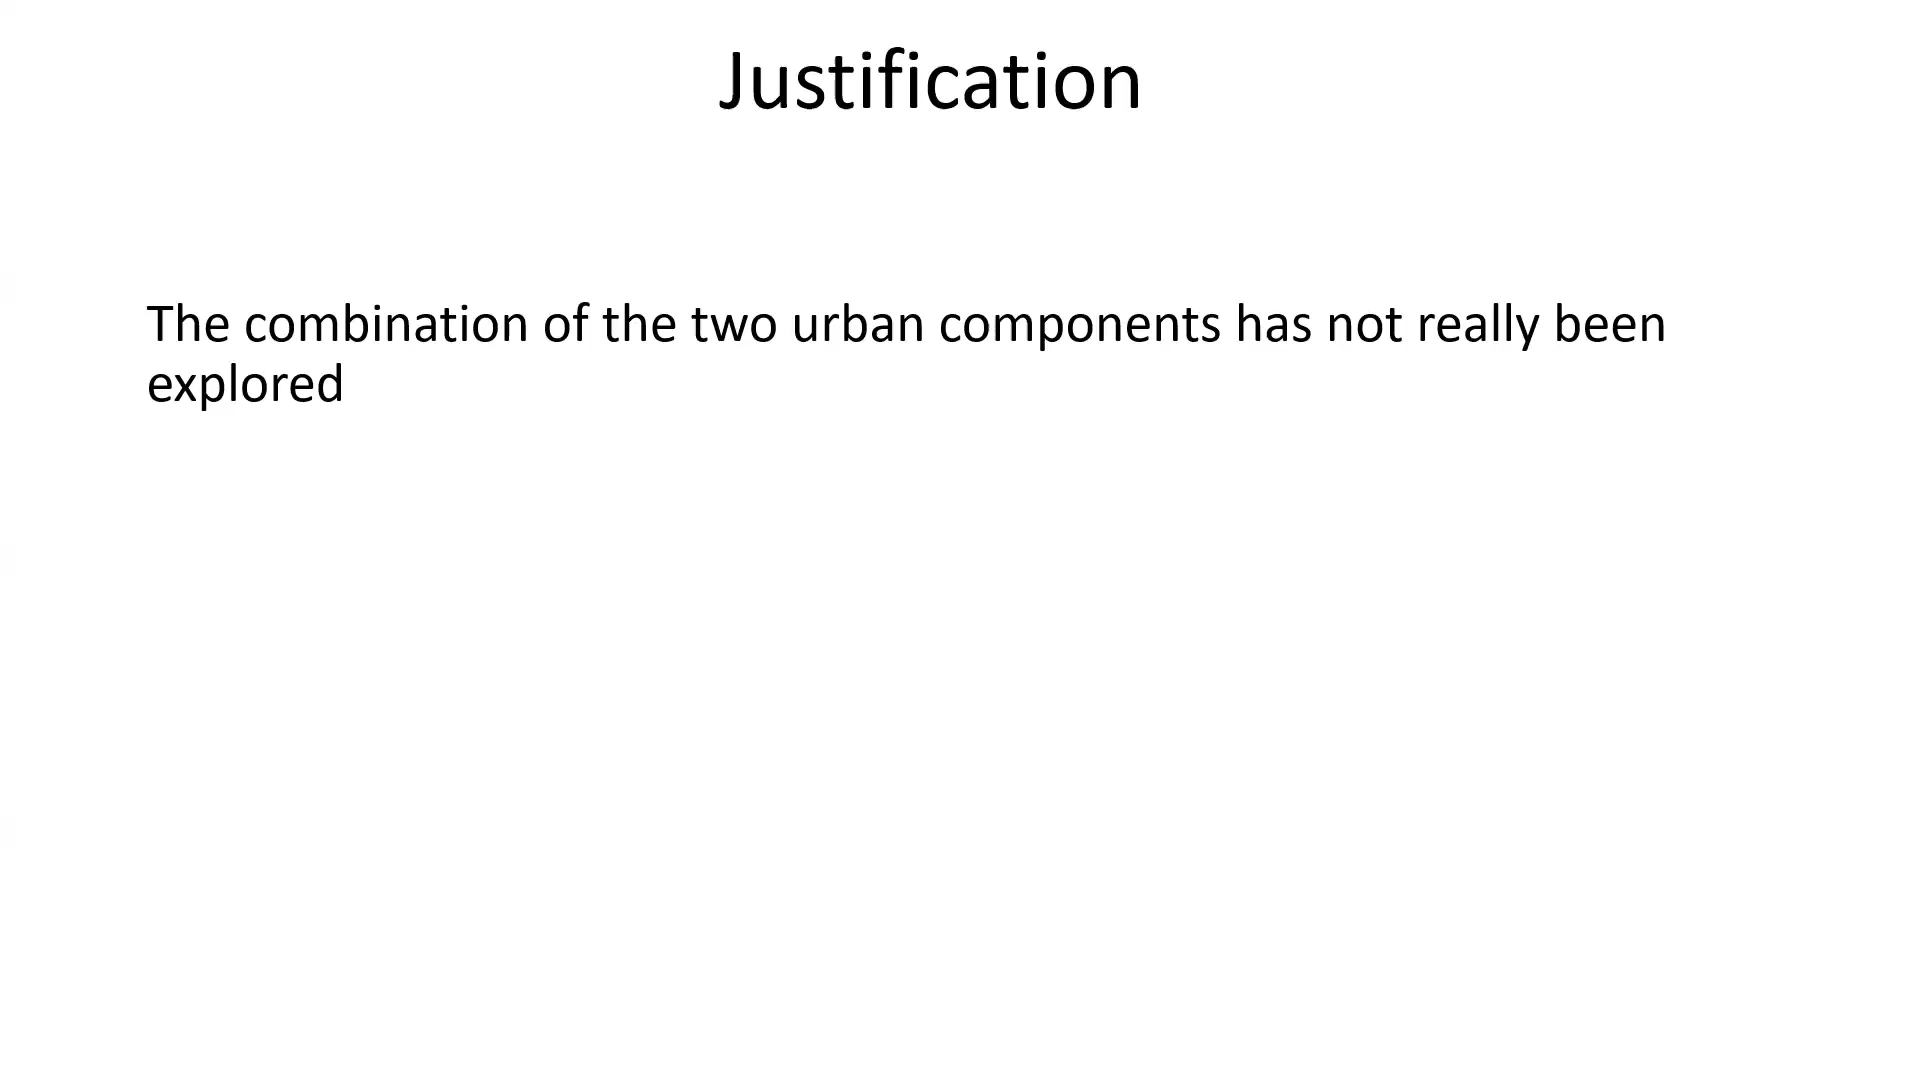 Justification
The combination of the two urban components has not really been
explored